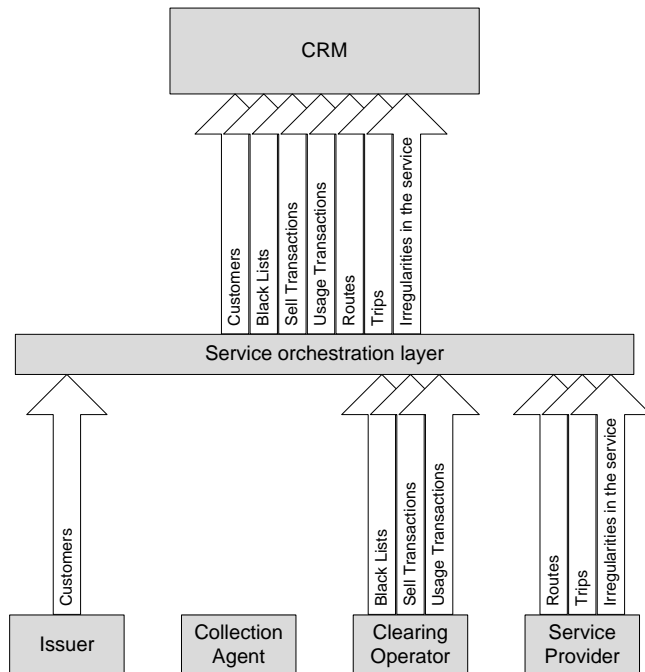 CRM
Customers
Black Lists
Sell Transactions
Usage Transactions
Routes
Trips
Irregularities in the service
Service orchestration layer
Customers
Black Lists
Sell Transactions
Usage Transactions
Routes
Trips
Irregularities in the service
Issuer
Collection
Agent
Clearing
Operator
Service
Provider